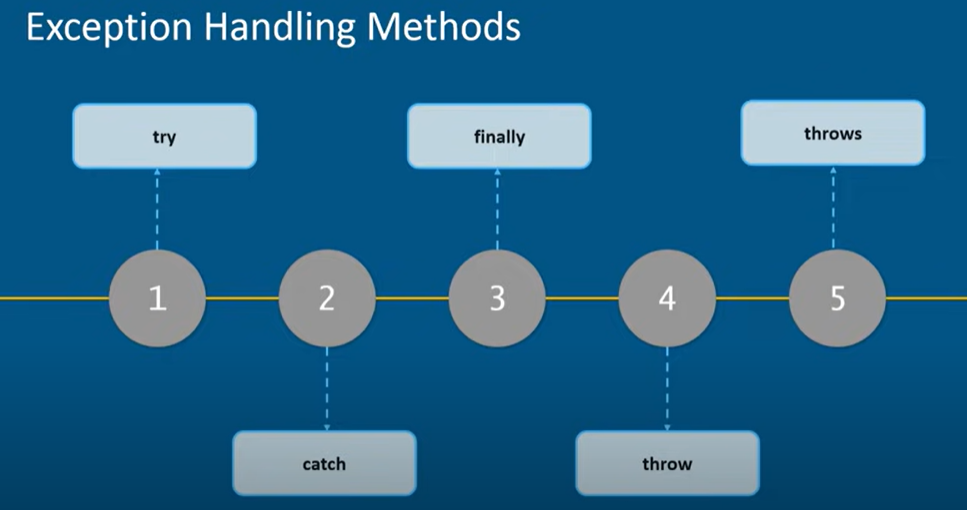 Exception Handling Methods
try
finally
throws
1
2
3
4
5
catch
throw